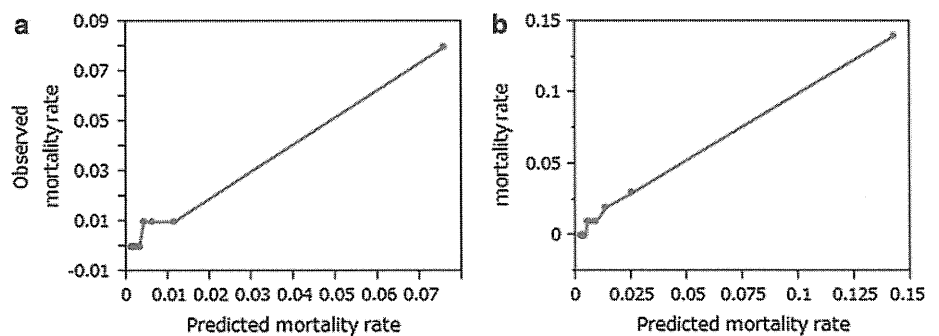 a
0.09
0.07
0.05
0.03
0.01
-0.01
Observed
mortality rate
0 0.01 0.02 0.03 0.04 0.05 0.06 0.07
Predicted mortality rate
b
0.15
0.1
0.05
0
mortality rate
0 0.025 0.05 0.075 0.1 0.125 0.15
Predicted mortality rate